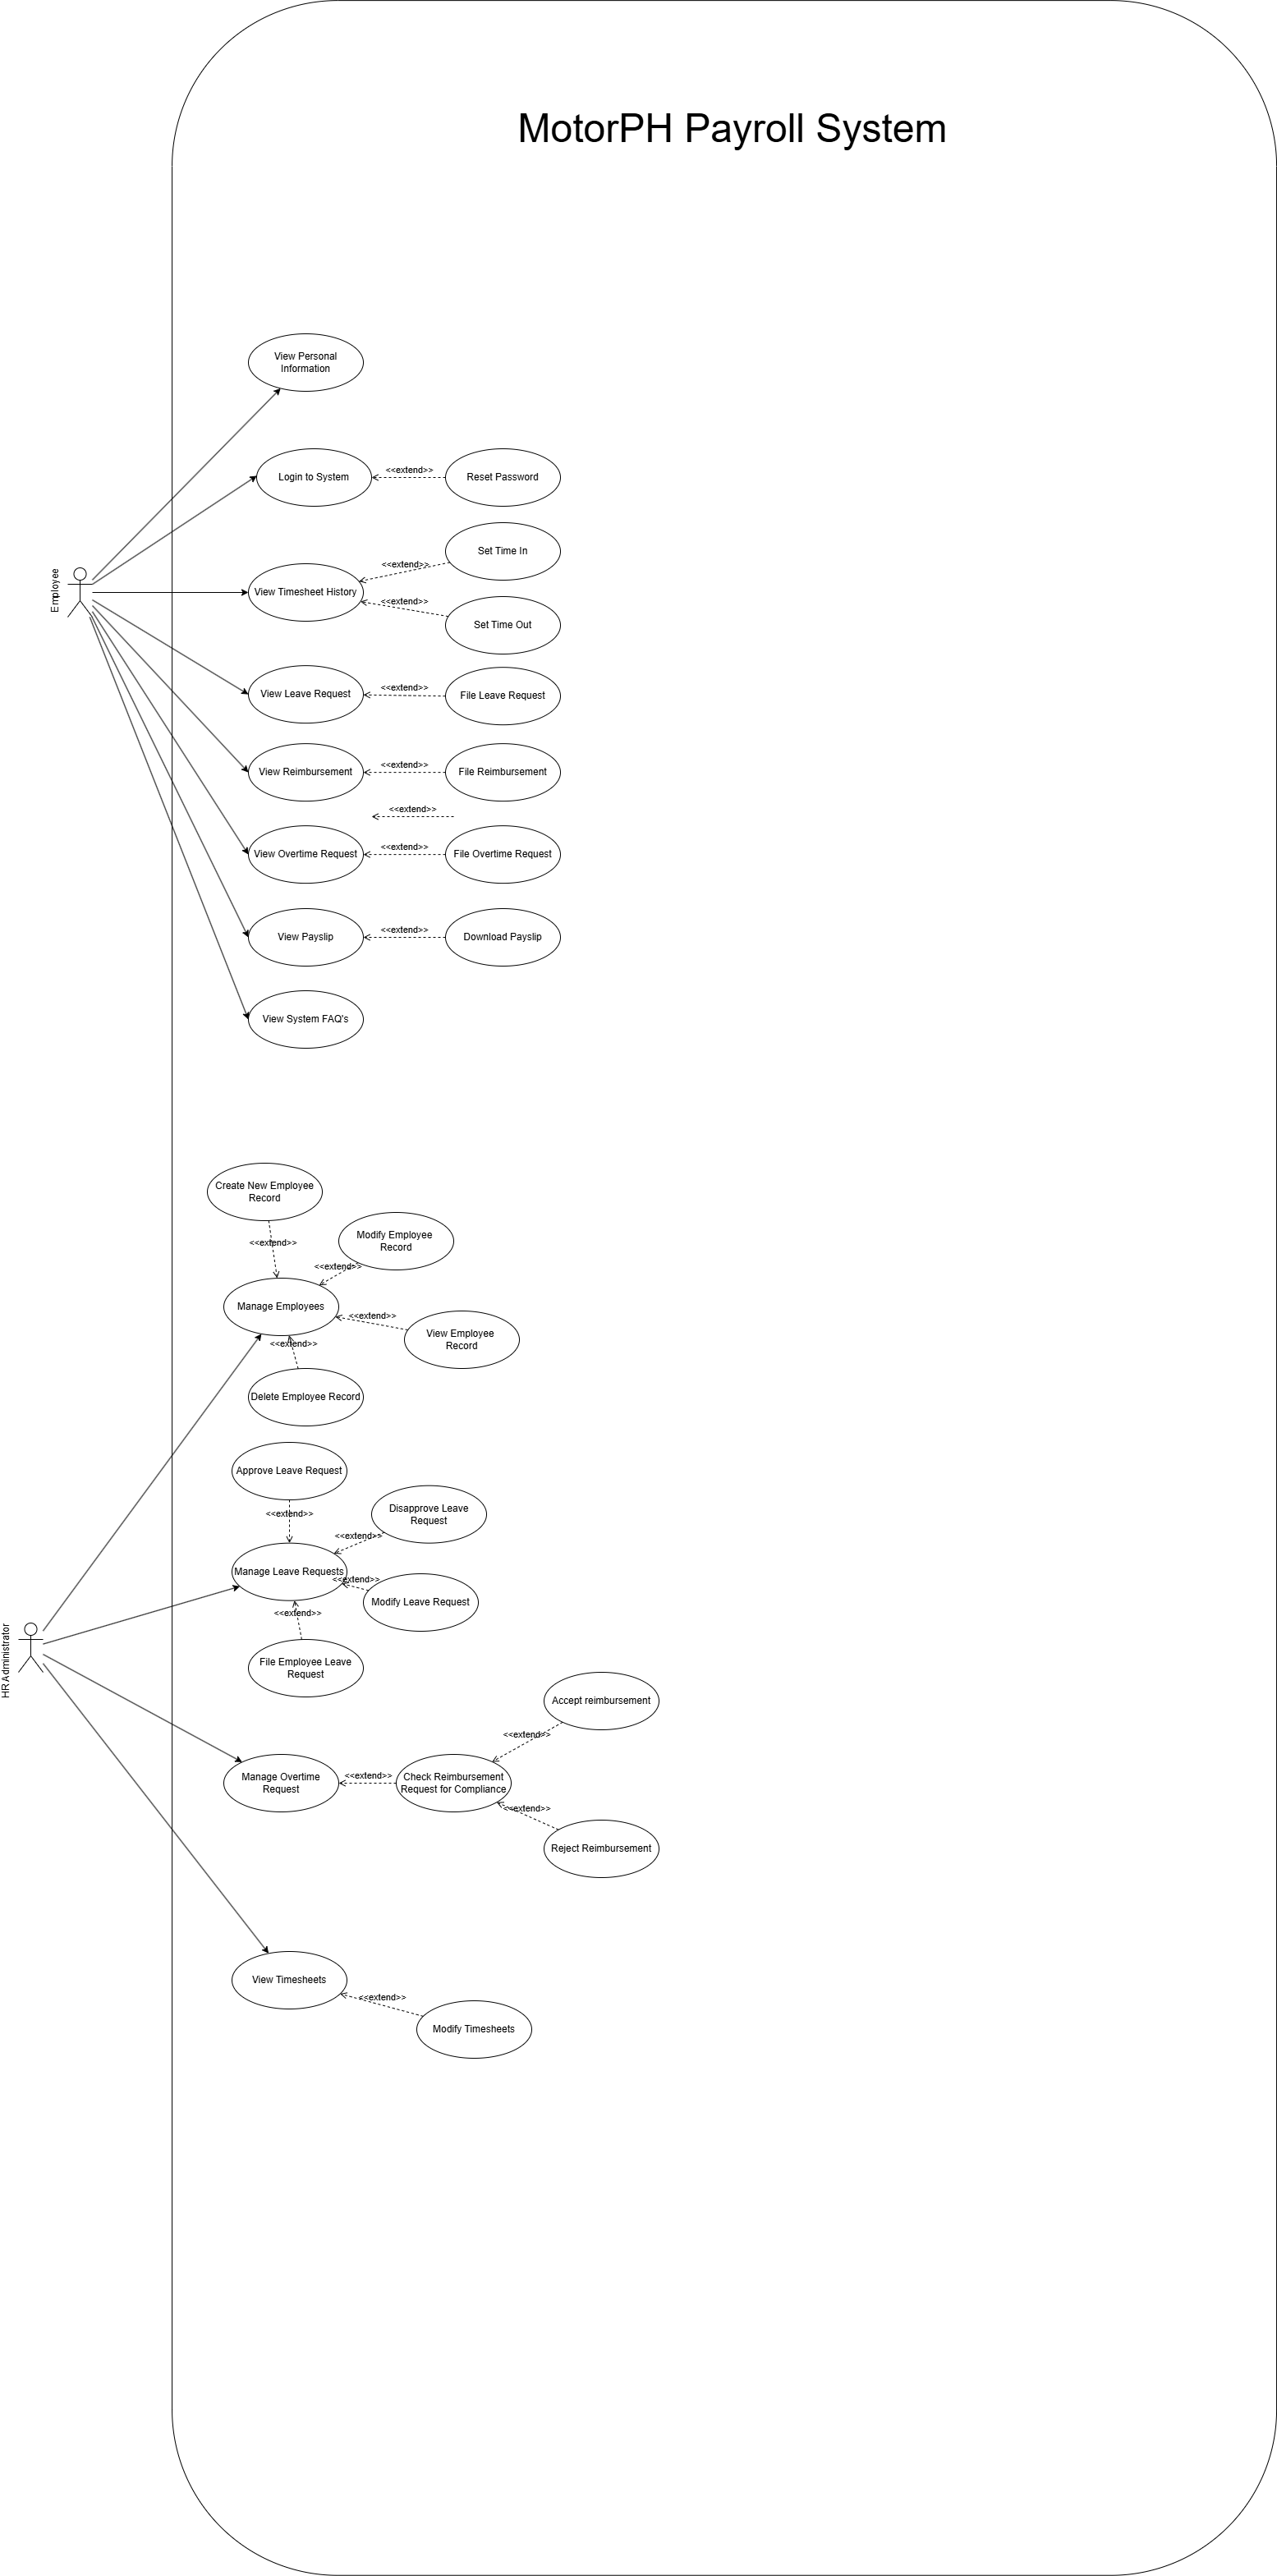 MotorPH Payroll System
View Personal
Information
Login to System
<<extend>>
Reset Password
Set Time In
<<extend>>
Employee
View Timesheet History
<<extend>>
Set Time Out
View Leave Request
<<extend>>
File Leave Request
View Reimbursement
<<extend>>
File Reimbursement
<<extend>>
View Overtime Request
<<extend>>
File Overtime Request
View Payslip
<<extend>>
Download Payslip
View System FAQ's
Create New Employee
Record
<<extend>>
Modify Employee
Record
<<extend>>
Manage Employees
<<extend>>
View Employee
Record
<<extend>>
Delete Employee Record
Approve Leave Request
<<extend>>
Disapprove Leave
Request
<<extend>>
Manage Leave Requests
<<extend>>
Modify Leave Request
<<extend>>
File Employee Leave
Request
HR Administrator
Accept reimbursement
<<extend>>
Manage Overtime
Request
<<extend>>
Check Reimbursement
Request for Compliance
<<extend>>
Reject Reimbursement
View Timesheets
<<extend>>
Modify Timesheets